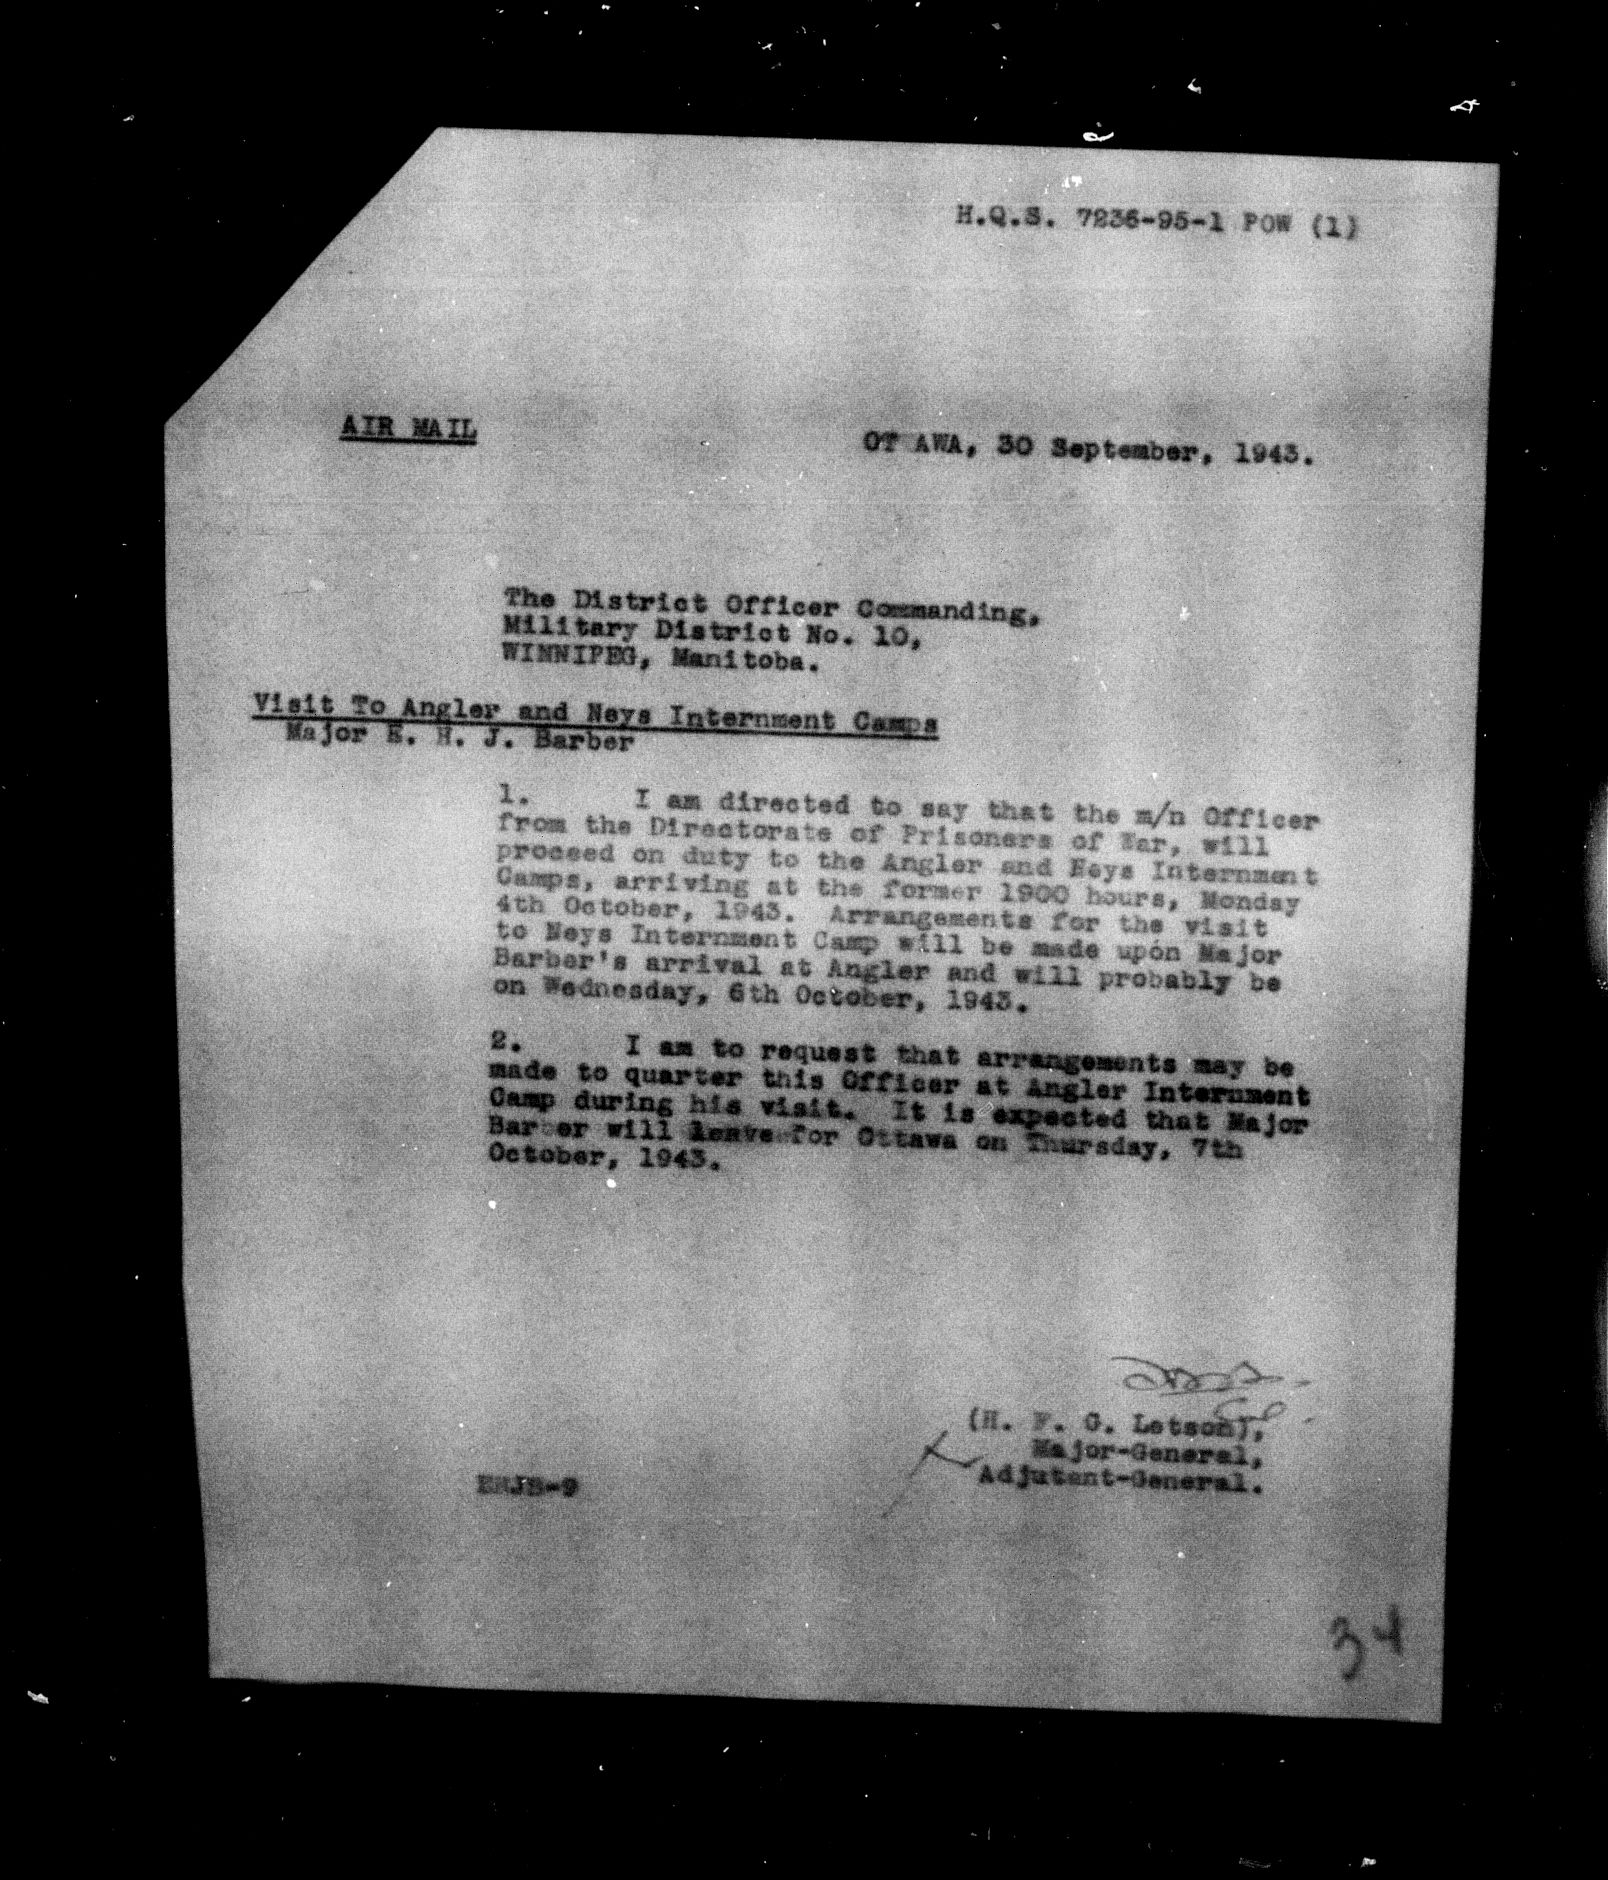 H.Q.S. 7236-95-1 POW (1)
AIR MAIL
OT AWA, 30 September, 1943.
The District Officer Commanding,
Military District No. 10,
WINNIPEG, Manitoba.
Visit To Angler and Neys Internment Camps
Major E. H. J. Barber
1. I am directed to say that the m/n Officer
from the Directorate of Prisoners of War, will
proceed on duty to the Angler and Neys Internment
Camps, arriving at the former 1900 hours, Monday
4th October, 1943. Arrangements for the visit
to Neys Internment Camp will be made upon Major
Barber's arrival at Angler and will probably be
on Wednesday, 6th October, 1943.
2. I am to request that arrangements may be
made to quarter this Officer at Angler Internment
Camp during his visit. It is expected that Major
Barber will leave for Ottawa on Thursday, 7th
October, 1943.
(H. F. G. Letson),
Major-General,
Adjutant-General.
EHJB-9
34